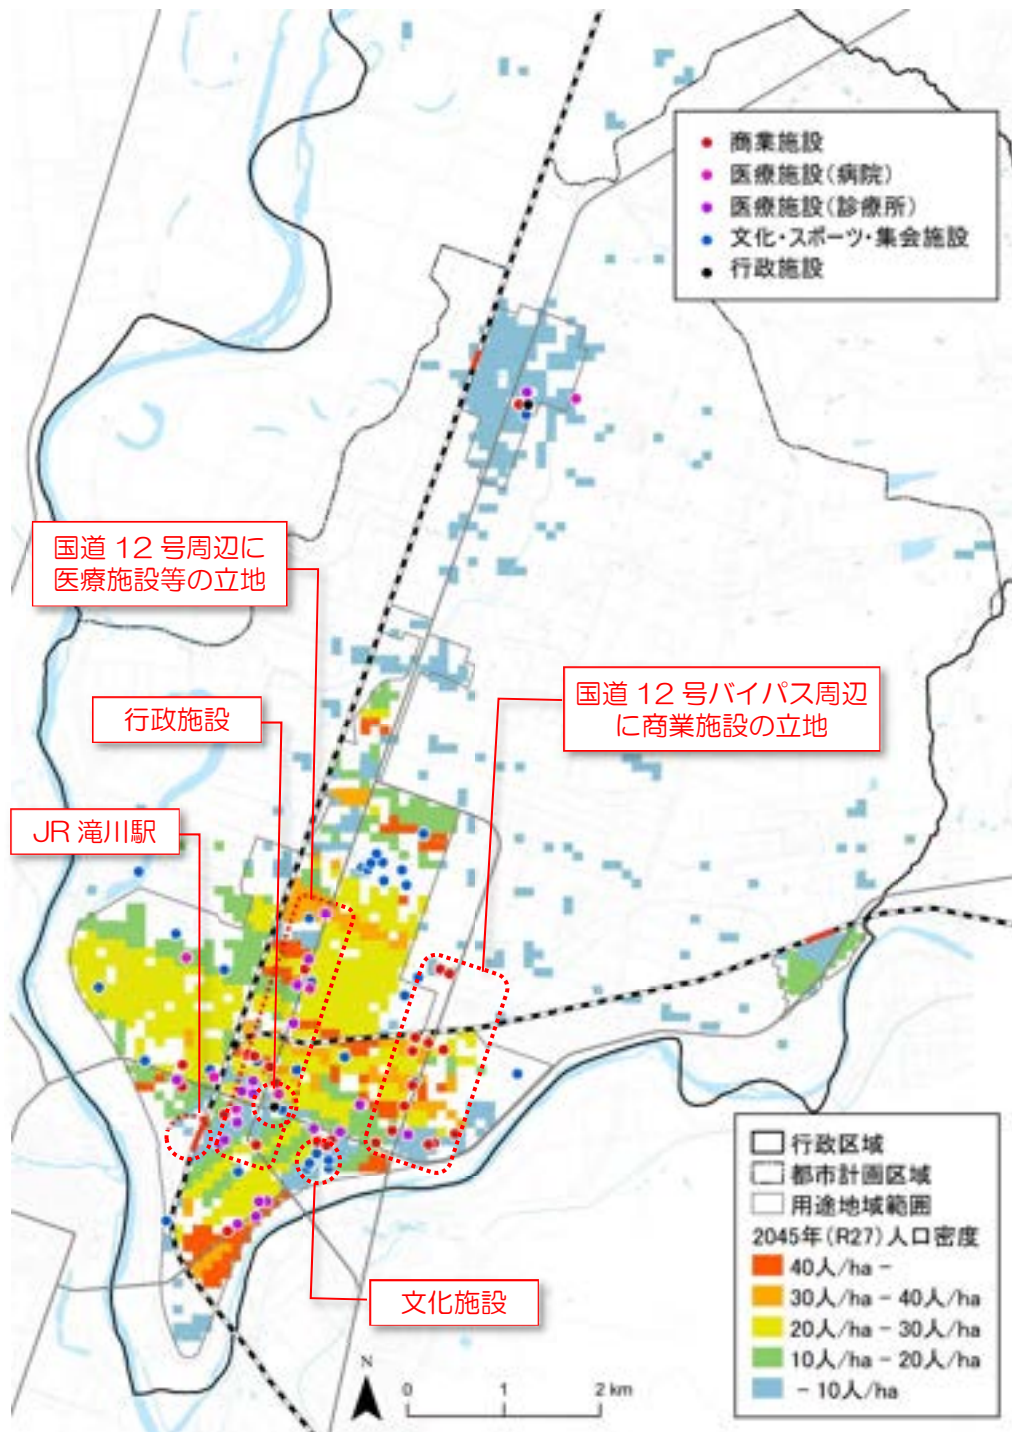 商業施設
医療施設(病院)
医療施設(診療所)
文化・スポーツ・集会施設
行政施設
国道 12 号周辺に
医療施設等の立地
国道 12 号バイパス周辺
に商業施設の立地
行政施設
JR 滝川駅
文化施設
行政区域
都市計画区域
用途地域範囲
2045年(R27)人口密度
40人/ha -
30人/ha - 40人/ha
20人/ha - 30人/ha
10人/ha - 20人/ha
- 10人/ha
N
0 1 2 km